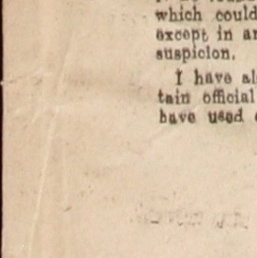 which could
except in an
suspicion.
I have al
tain official
have used